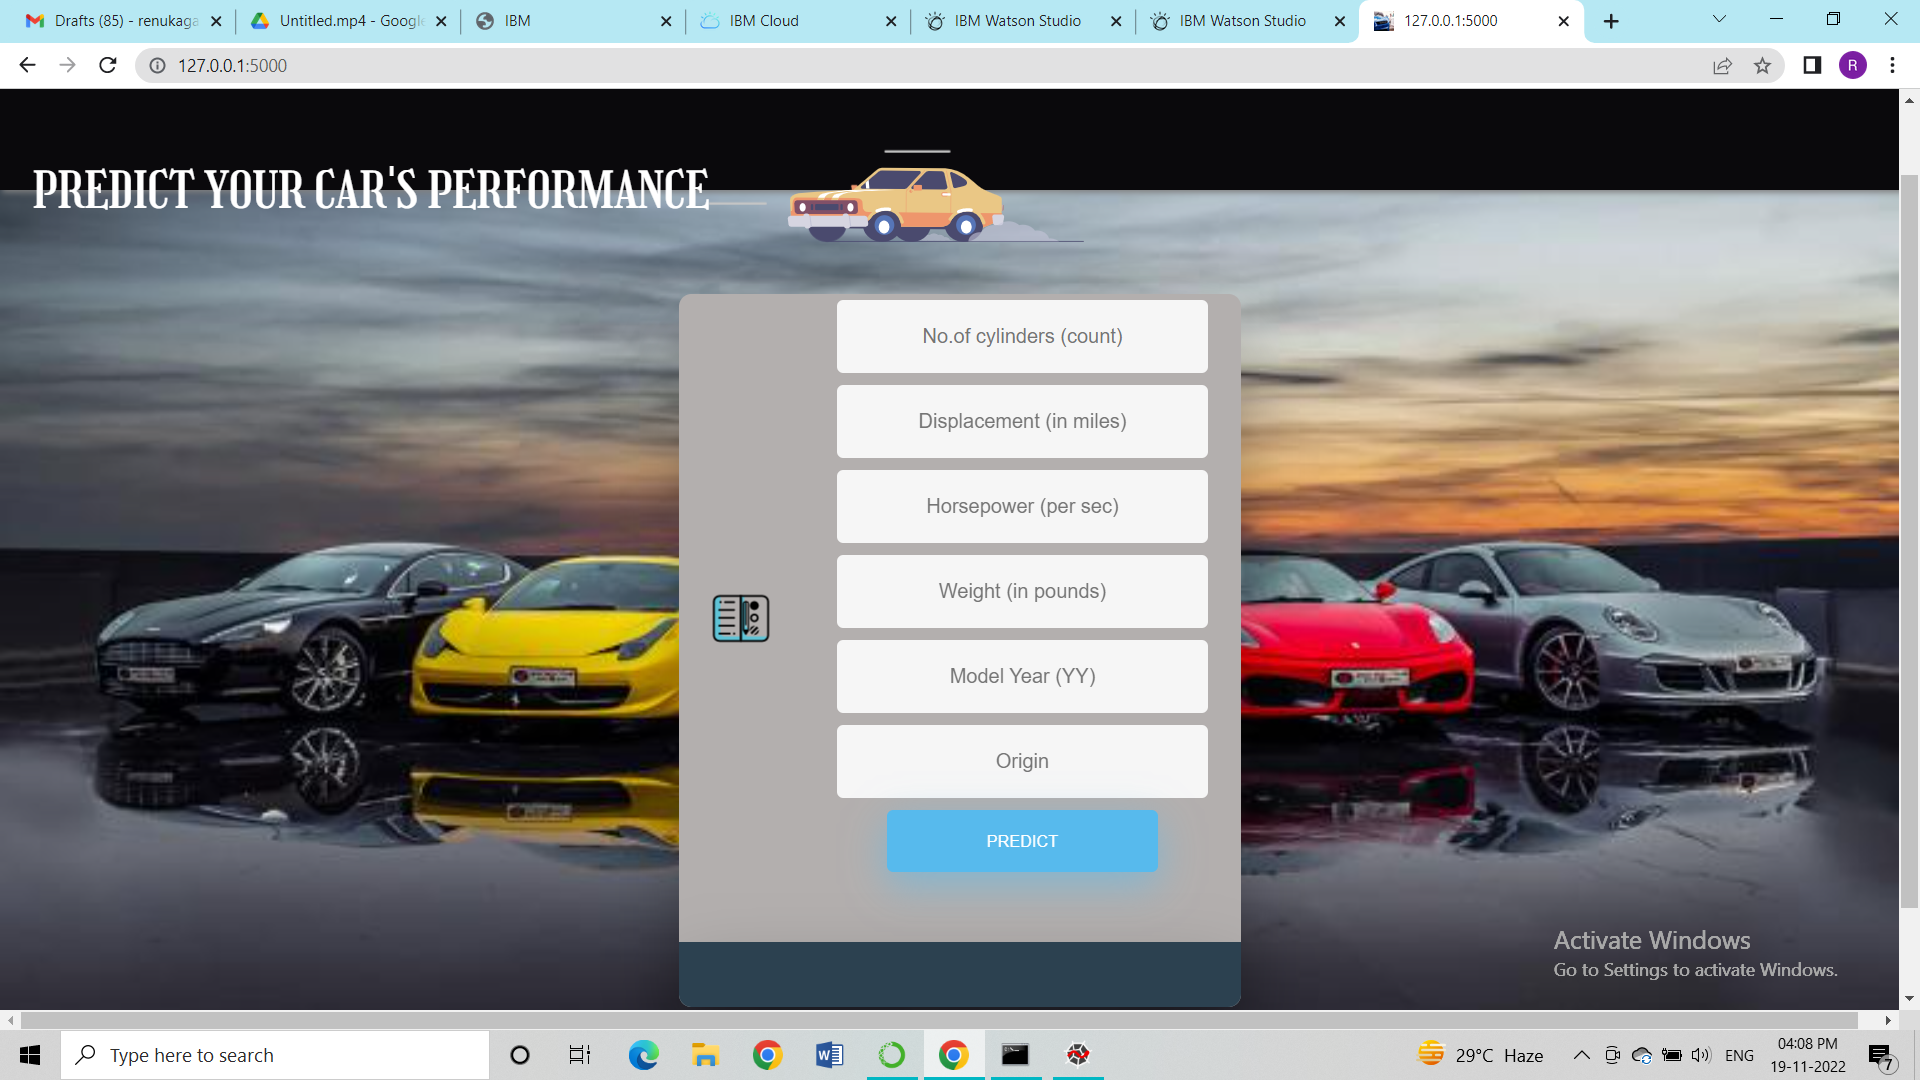 Drafts (85) - renukaga
Untitled.mp4 - Google
IBM
IBM Cloud
IBM Watson Studio
IBM Watson Studio
127.0.0.1:5000
127.0.0.1:5000
R
PREDICT YOUR CAR'S PERFORMANCE
No.of cylinders (count)
Displacement (in miles)
Horsepower (per sec)
Weight (in pounds)
Model Year (YY)
Origin
PREDICT
Activate Windows
Go to Settings to activate Windows.
Type here to search
29°C Haze
ENG
04:08 PM
19-11-2022
7